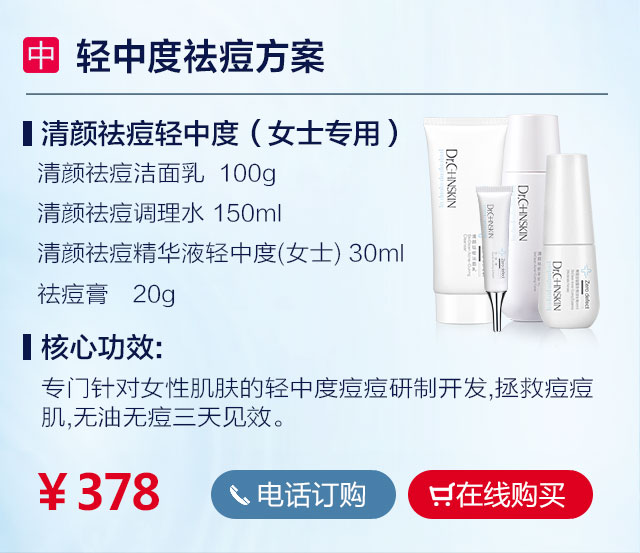 中 轻中度祛痘方案
清颜祛痘轻中度（女士专用）
清颜祛痘洁面乳 100g
清颜祛痘调理水 150ml
清颜祛痘精华液轻中度(女士) 30ml
祛痘膏 20g
Dr.CHNSKIN
Dr.CHNSKIN
Dr.CHNSKIN
Dr.CHNSKIN
Zero Select
核心功效:
专门针对女性肌肤的轻中度痘痘研制开发,拯救痘痘
肌,无油无痘三天见效。
￥378
电话订购
在线购买